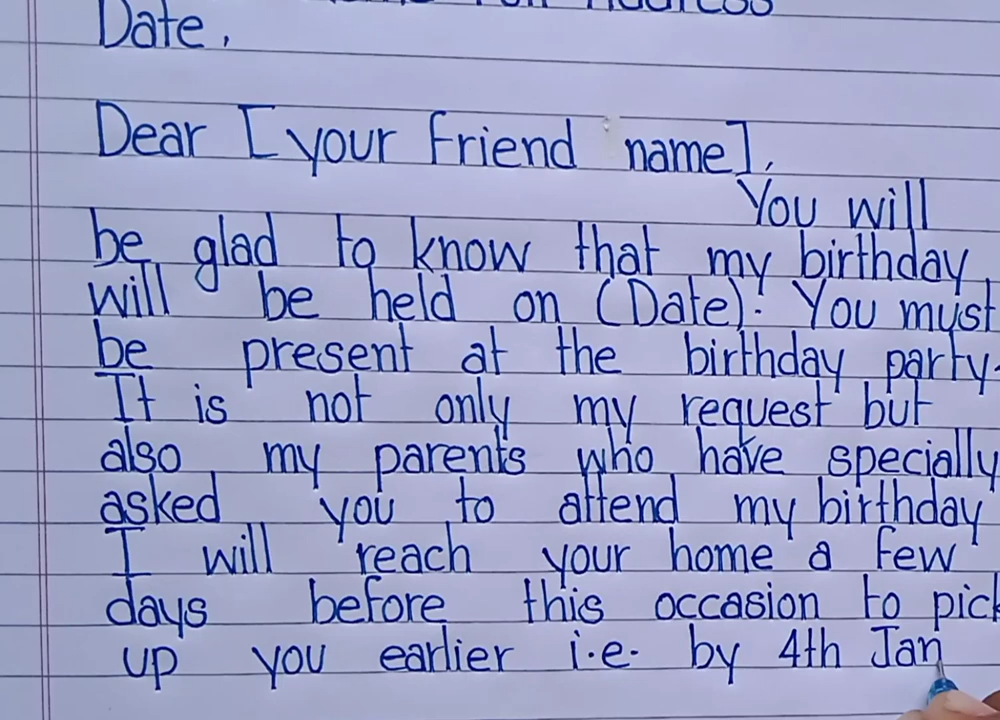 Address
Date,
Dear [your Friend name],
You will
be glad to know that my birthday
will be held on (Date). You must
be present at the birthday party.
It is not only my request but
also my parents who have specially
asked you to attend my birthday
I will reach your home a few
days before this occasion to pick
up you earlier i.e. by 4th Jan